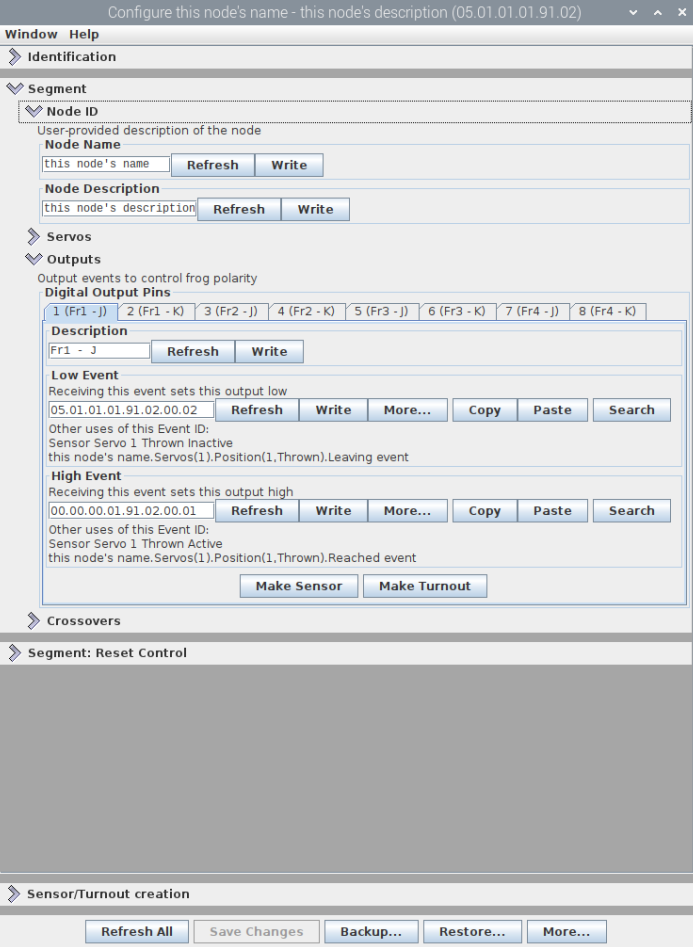 Configure this node's name - this node's description (05.01.01.01.91.02)
Window Help
Identification
Segment
Node ID
User-provided description of the node
Node Name
this node's name Refresh Write
Node Description
this node's description Refresh Write
Servos
Outputs
Output events to control frog polarity
Digital Output Pins
1 (Fr1 - J) 2 (Fr1 - K) 3 (Fr2 - J) 4 (Fr2 - K) 5 (Fr3 - J) 6 (Fr3 - K) 7 (Fr4 - J) 8 (Fr4 - K)
Description
Fr1 - J Refresh Write
Low Event
Receiving this event sets this output low
05.01.01.01.91.02.00.02 Refresh Write More... Copy Paste Search
Other uses of this Event ID:
Sensor Servo 1 Thrown Inactive
this node's name.Servos(1).Position(1,Thrown).Leaving event
High Event
Receiving this event sets this output high
00.00.00.01.91.02.00.01 Refresh Write More... Copy Paste Search
Other uses of this Event ID:
Sensor Servo 1 Thrown Active
this node's name.Servos(1).Position(1,Thrown).Reached event
Make Sensor Make Turnout
Crossovers
Segment: Reset Control
Sensor/Turnout creation
Refresh All Save Changes Backup... Restore... More...